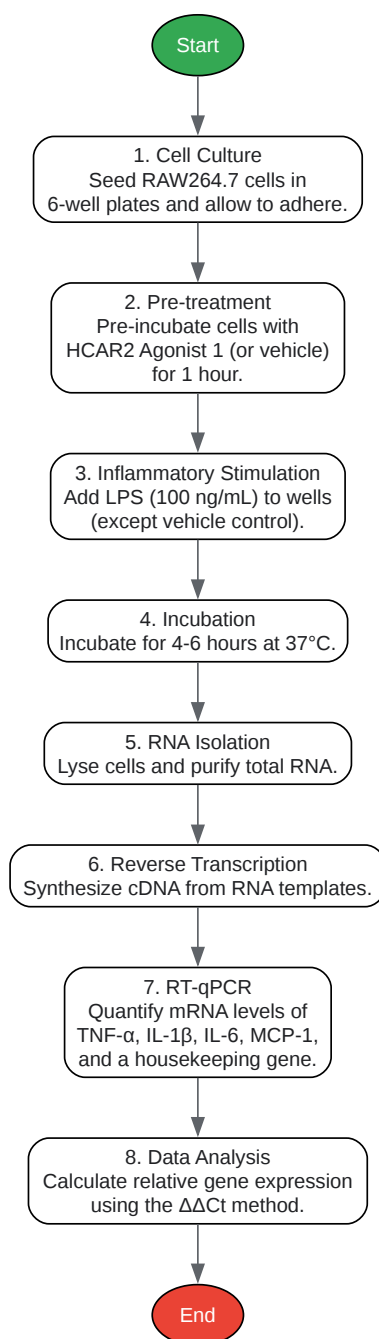 Start
1. Cell Culture
Seed RAW264.7 cells in
6-well plates and allow to adhere.
2. Pre-treatment
Pre-incubate cells with
HCAR2 Agonist 1 (or vehicle)
for 1 hour.
3. Inflammatory Stimulation
Add LPS (100 ng/mL) to wells
(except vehicle control).
4. Incubation
Incubate for 4-6 hours at 37°C.
5. RNA Isolation
Lyse cells and purify total RNA.
6. Reverse Transcription
Synthesize cDNA from RNA templates.
7. RT-qPCR
Quantify mRNA levels of
TNF-α, IL-1β, IL-6, MCP-1,
and a housekeeping gene.
8. Data Analysis
Calculate relative gene expression
using the ΔΔCt method.
End